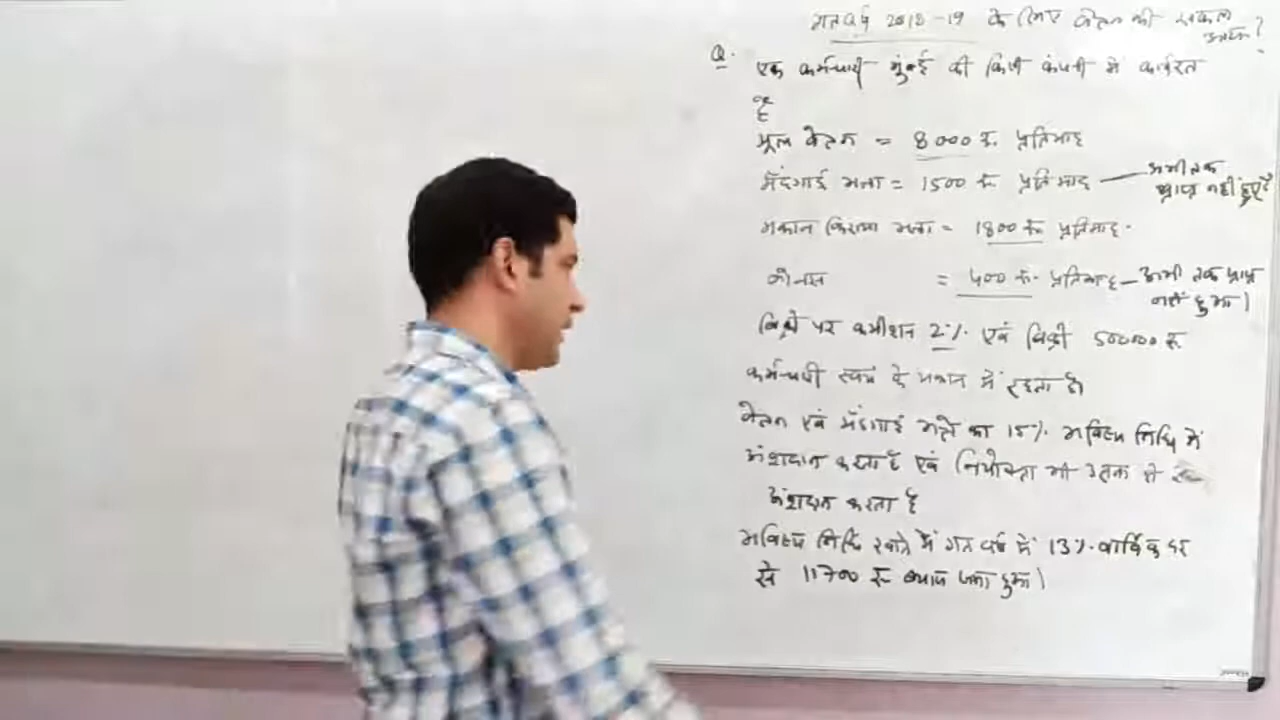 गतवर्ष 2018-19 के लिए वेतन की सकल
आय?
Q. एक कर्मचारी मुंबई की किसी कंपनी में कार्यरत
है
मूल वेतन = 8000 रु. प्रतिमाह
मँहगाई भत्ता = 1500 रु प्रतिमाह — अभी तक
प्राप्त नहीं हुए है
मकान किराया भत्ता = 1800 रु प्रतिमाह.
बोनस = 400 रु. प्रतिमाह — अभी तक प्राप्त
नहीं हुआ।
बिक्री पर कमीशन 2% एवं बिक्री 500000 रु
कर्मचारी स्वयं के मकान में रहता है।
वेतन एवं मँहगाई भत्ते का 15% भविष्य निधि में
अंशदान करता है एवं नियोक्ता भी उतना ही
अंशदान करता है
भविष्य निधि खाते में गत वर्ष में 13% वार्षिक दर
से 11700 रु ब्याज जमा हुआ।